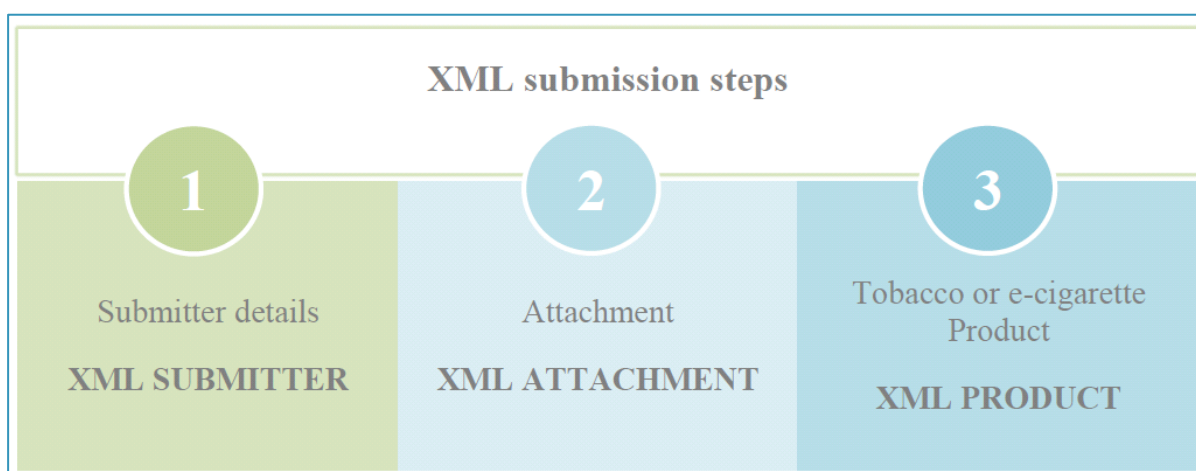 XML submission steps
1
2
3
Submitter details
XML SUBMITTER
Attachment
XML ATTACHMENT
Tobacco or e-cigarette
Product
XML PRODUCT